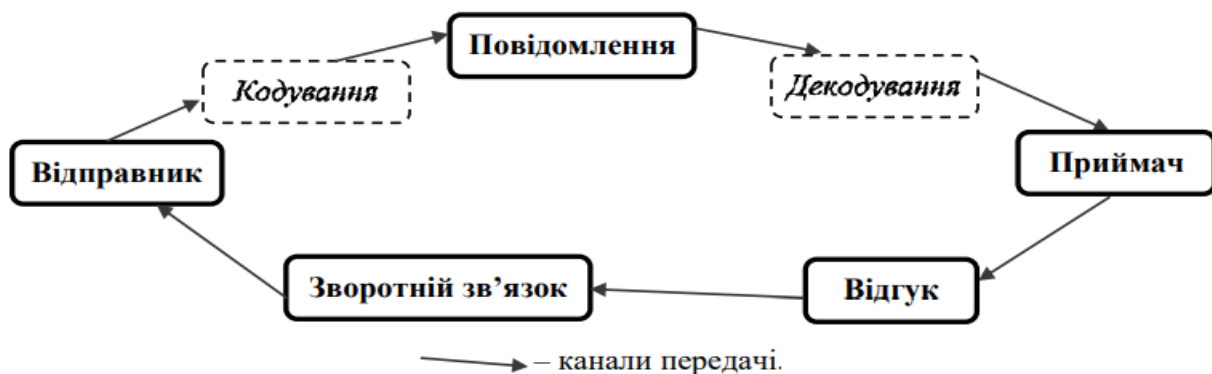 Повідомлення
Кодування
Декодування
Відправник
Приймач
Зворотній зв’язок
Відгук
– канали передачі.